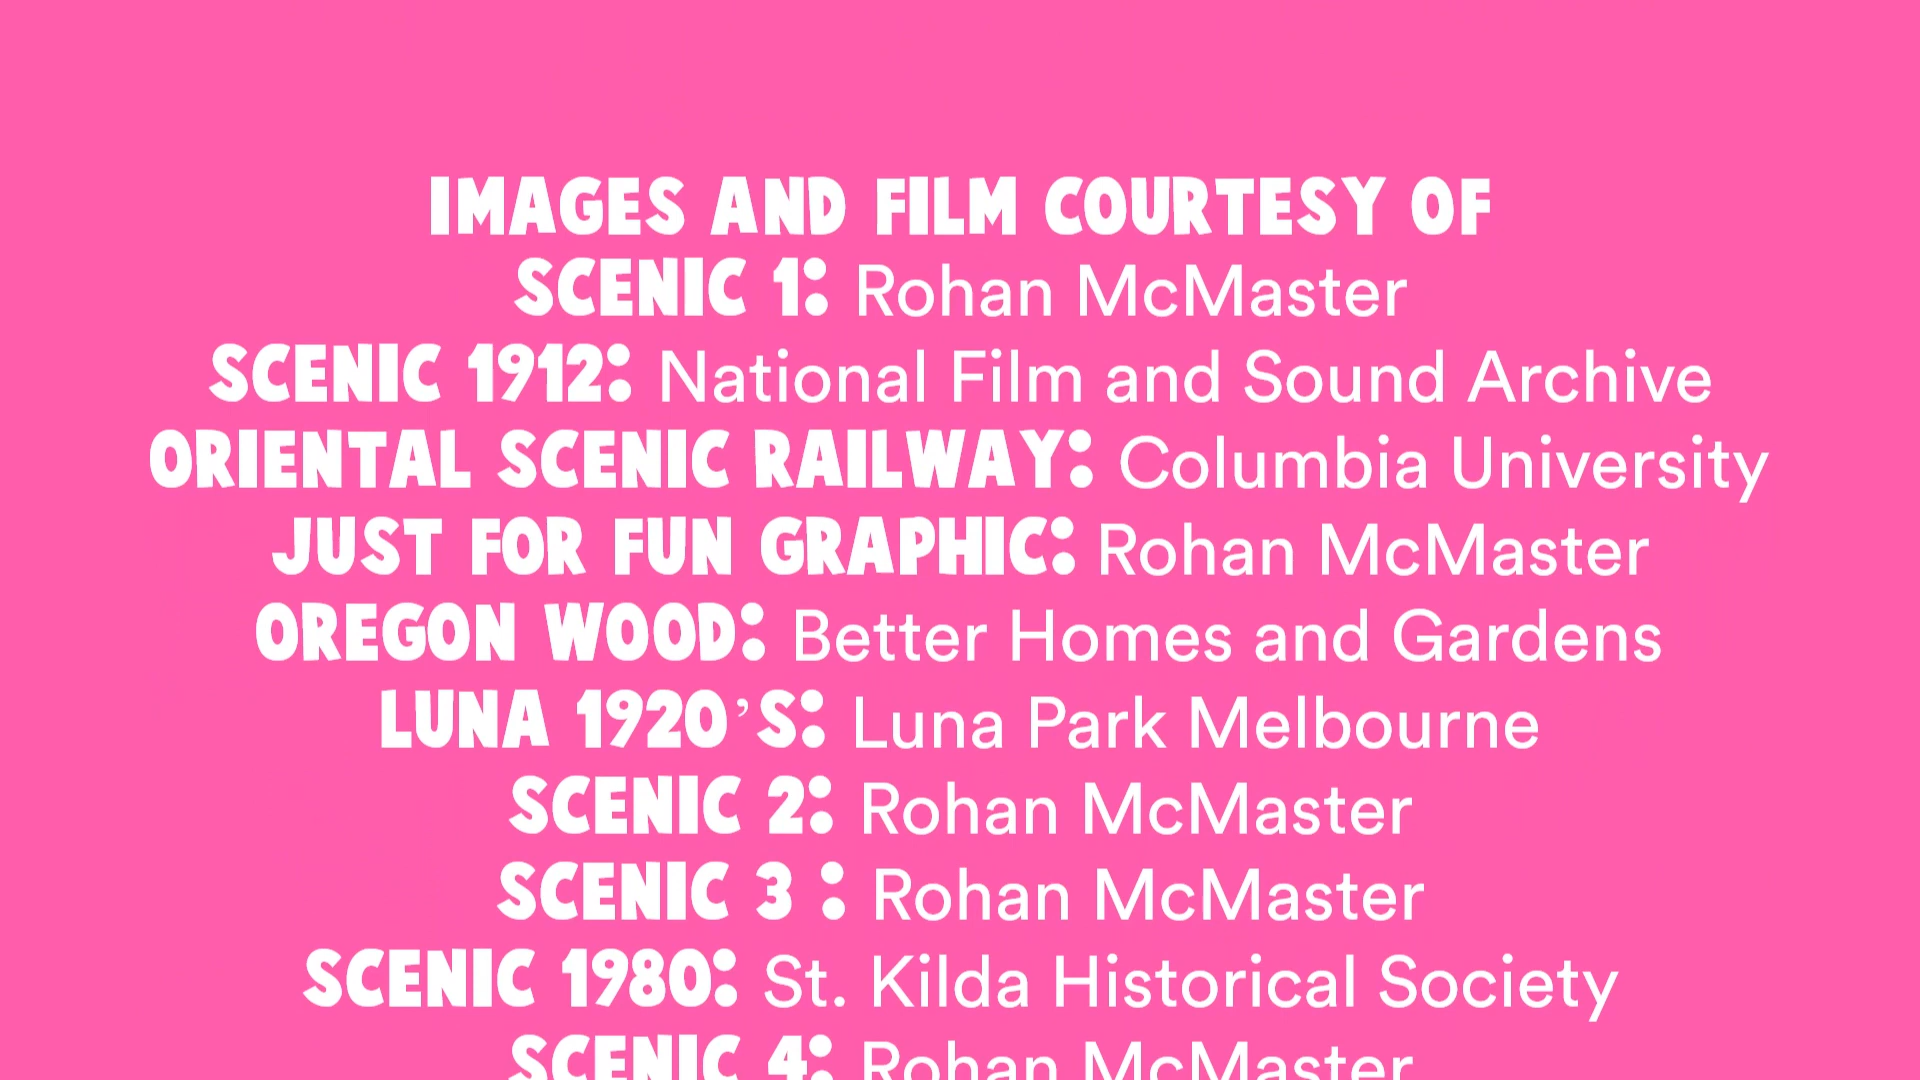 IMAGES AND FILM COURTESY OF
SCENIC 1: Rohan McMaster
SCENIC 1912: National Film and Sound Archive
ORIENTAL SCENIC RAILWAY: Columbia University
JUST FOR FUN GRAPHIC: Rohan McMaster
OREGON WOOD: Better Homes and Gardens
LUNA 1920'S: Luna Park Melbourne
SCENIC 2: Rohan McMaster
SCENIC 3 : Rohan McMaster
SCENIC 1980: St. Kilda Historical Society
SCENIC 4: Rohan McMaster